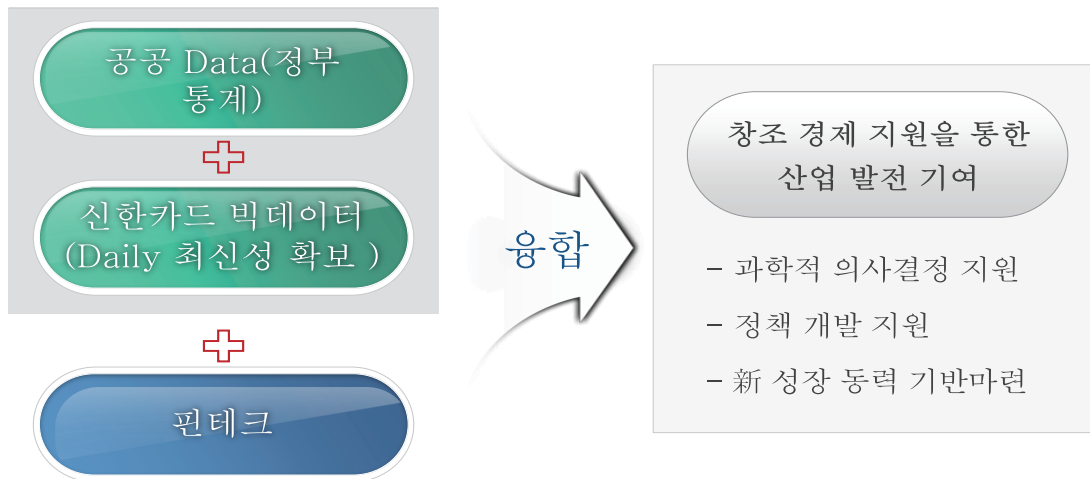 공공 Data(정부
통계)
신한카드 빅데이터
(Daily 최신성 확보 )
핀테크
융합
창조 경제 지원을 통한
산업 발전 기여
– 과학적 의사결정 지원
– 정책 개발 지원
– 新 성장 동력 기반마련